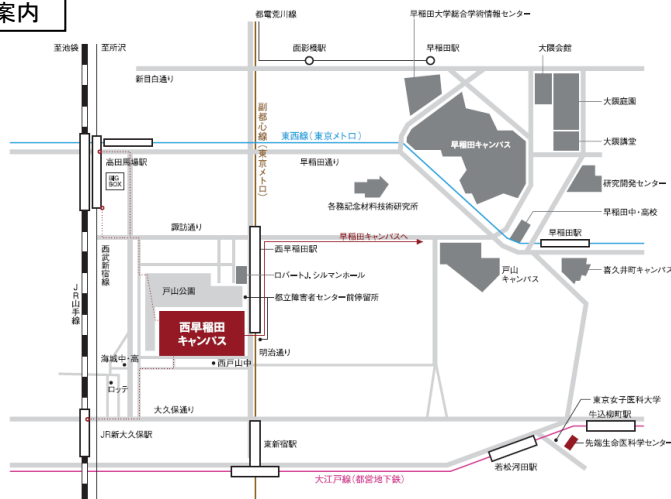 案内
至池袋
至所沢
都電荒川線
面影橋駅
早稲田駅
早稲田大学総合学術情報センター
大隈会館
新目白通り
大隈庭園
副都心線(東京メトロ)
東西線(東京メトロ)
早稲田キャンパス
大隈講堂
高田馬場駅
早稲田通り
BIG
BOX
研究開発センター
各務記念材料技術研究所
早稲田中・高校
諏訪通り
早稲田キャンパスへ
早稲田駅
西早稲田駅
西武新宿線
戸山
キャンパス
喜久井町キャンパス
ロバートJ.シルマンホール
JR山手線
戸山公園
都立障害者センター前停留所
西早稲田
キャンパス
明治通り
海城中・高
西戸山中
ロッテ
大久保通り
東京女子医科大学
牛込柳町駅
JR新大久保駅
東新宿駅
先端生命医科学センター
若松河田駅
大江戸線(都営地下鉄)